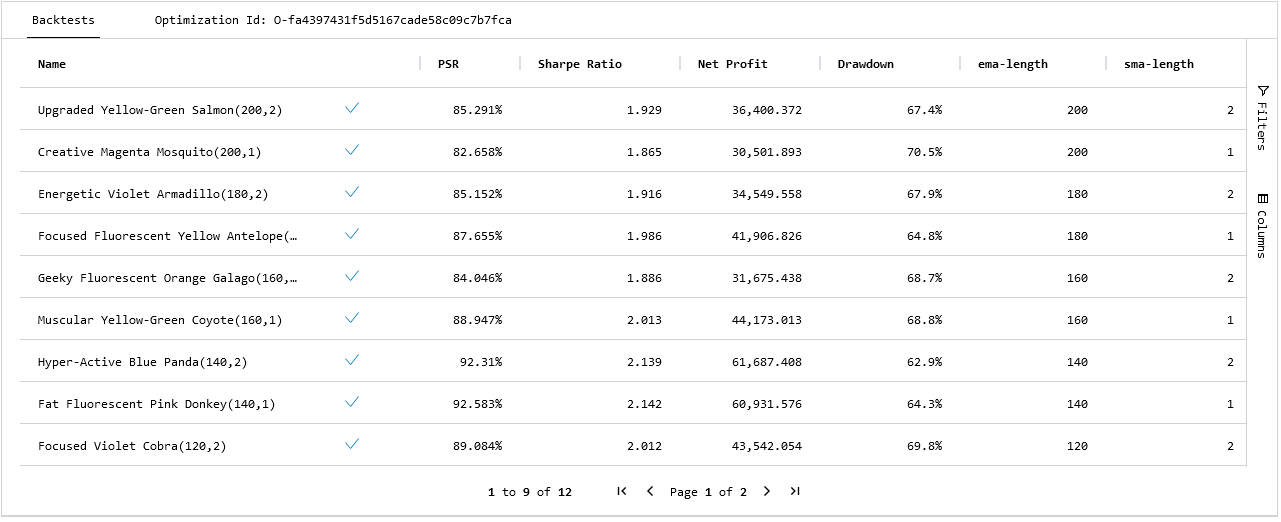 Backtests Optimization Id: O-fa4397431f5d5167cade58c09c7b7fca
Name PSR Sharpe Ratio Net Profit Drawdown ema-length sma-length
Upgraded Yellow-Green Salmon(200,2) 85.291% 1.929 36,400.372 67.4% 200 2
Creative Magenta Mosquito(200,1) 82.658% 1.865 30,501.893 70.5% 200 1
Energetic Violet Armadillo(180,2) 85.152% 1.916 34,549.558 67.9% 180 2
Focused Fluorescent Yellow Antelope(… 87.655% 1.986 41,906.826 64.8% 180 1
Geeky Fluorescent Orange Galago(160,… 84.046% 1.886 31,675.438 68.7% 160 2
Muscular Yellow-Green Coyote(160,1) 88.947% 2.013 44,173.013 68.8% 160 1
Hyper-Active Blue Panda(140,2) 92.31% 2.139 61,687.408 62.9% 140 2
Fat Fluorescent Pink Donkey(140,1) 92.583% 2.142 60,931.576 64.3% 140 1
Focused Violet Cobra(120,2) 89.084% 2.012 43,542.054 69.8% 120 2
1 to 9 of 12 Page 1 of 2
Filters
Columns